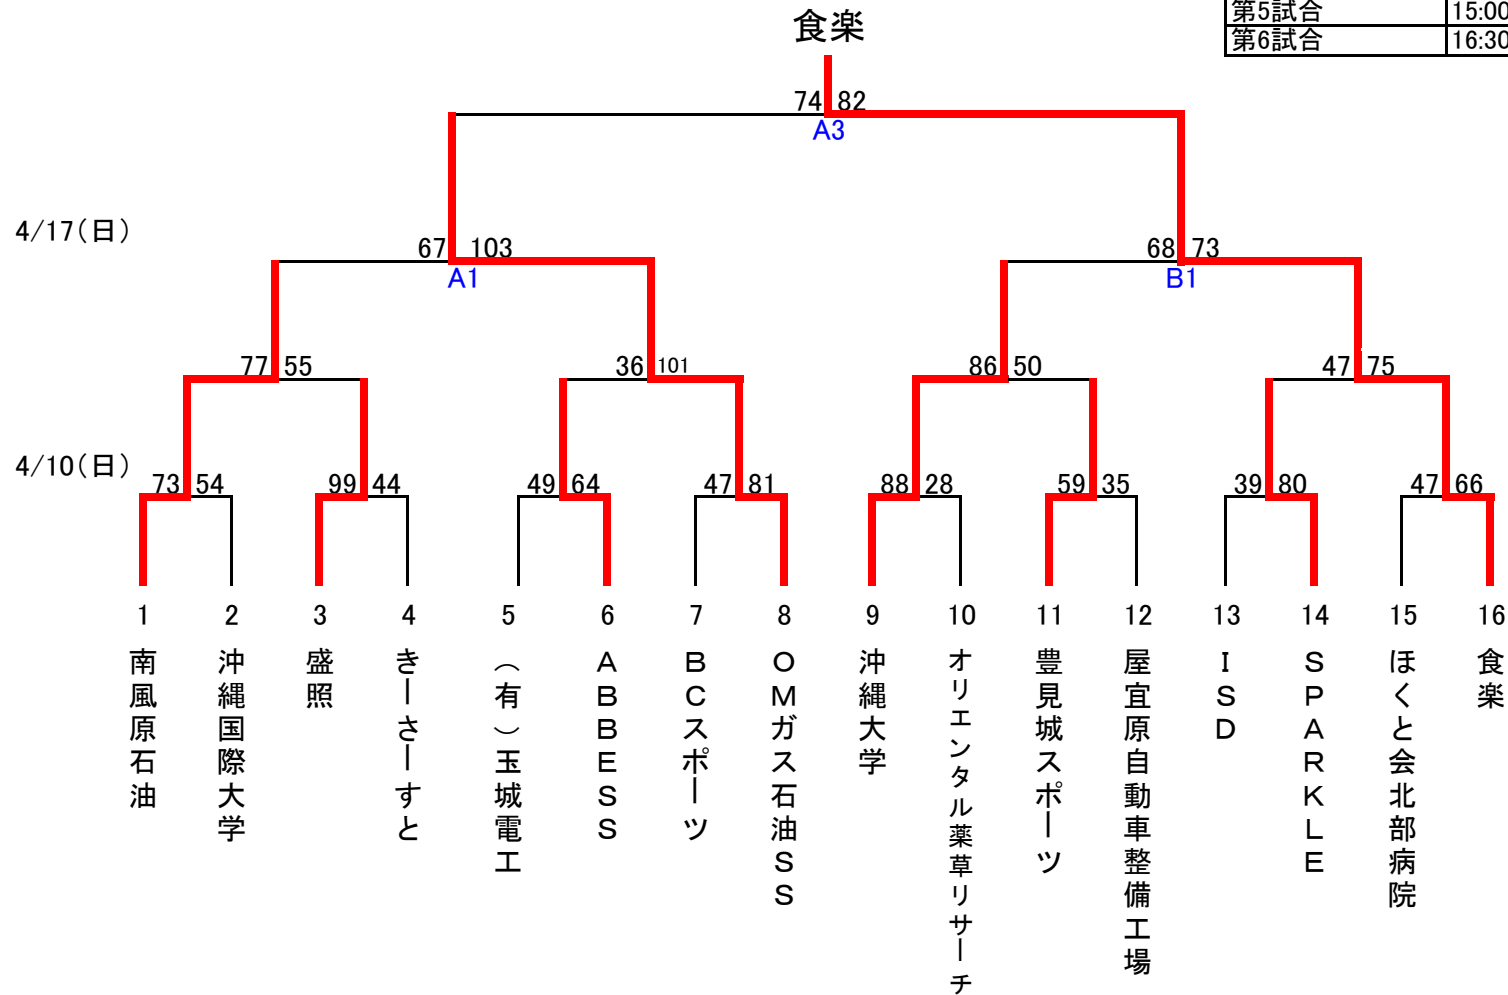 食楽
第5試合 15:00
第6試合 16:30
74 82
A3
4/17(日)
67 103
A1
68 73
B1
77 55
36 101
86 50
47 75
4/10(日)
73 54
99 44
49 64
47 81
88 28
59 35
39 80
47 66
1 2 3 4 5 6 7 8 9 10 11 12 13 14 15 16
南風原石油
沖縄国際大学
盛照
きーさーすと
（有）玉城電工
ＡＢＢＥＳＳ
ＢＣスポーツ
ＯＭガス石油ＳＳ
沖縄大学
オリエンタル薬草リサーチ
豊見城スポーツ
屋宜原自動車整備工場
ＩＳＤ
ＳＰＡＲＫＬＥ
ほくと会北部病院
食楽